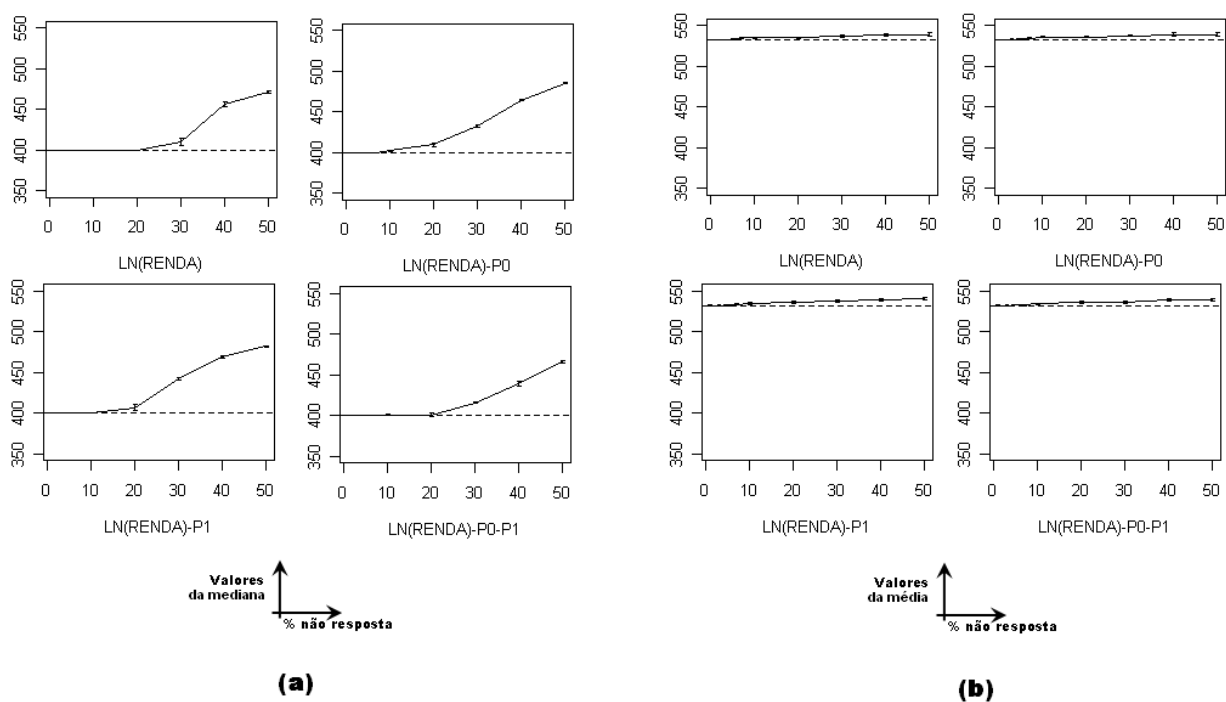 350 400 450 500 550
0 10 20 30 40 50
LN(RENDA)
350 400 450 500 550
0 10 20 30 40 50
LN(RENDA)-P0
350 400 450 500 550
0 10 20 30 40 50
LN(RENDA)-P1
350 400 450 500 550
0 10 20 30 40 50
LN(RENDA)-P0-P1
Valores
da mediana
% não resposta
(a)
350 400 450 500 550
0 10 20 30 40 50
LN(RENDA)
350 400 450 500 550
0 10 20 30 40 50
LN(RENDA)-P0
350 400 450 500 550
0 10 20 30 40 50
LN(RENDA)-P1
350 400 450 500 550
0 10 20 30 40 50
LN(RENDA)-P0-P1
Valores
da média
% não resposta
(b)